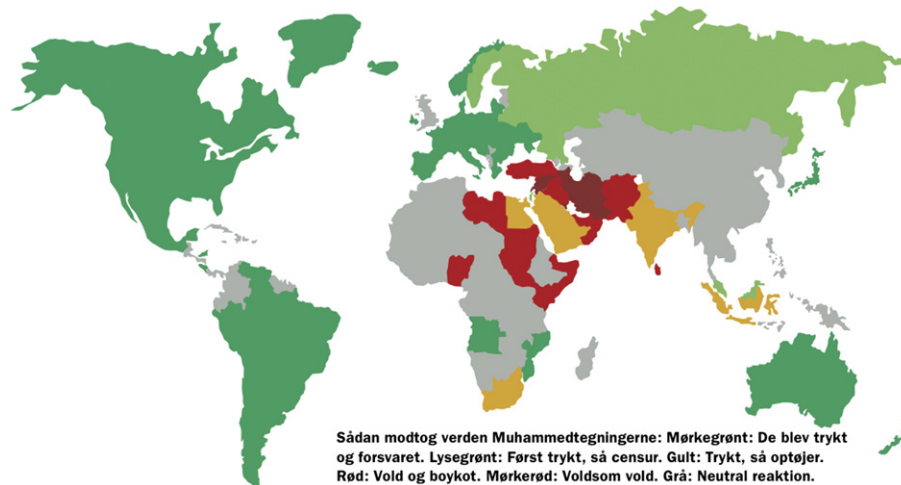 Sådan modtog verden Muhammedtegningerne: Mørkegrønt: De blev trykt
og forsvaret. Lysegrønt: Først trykt, så censur. Gult: Trykt, så optøjer.
Rød: Vold og boykot. Mørkerød: Voldsom vold. Grå: Neutral reaktion.